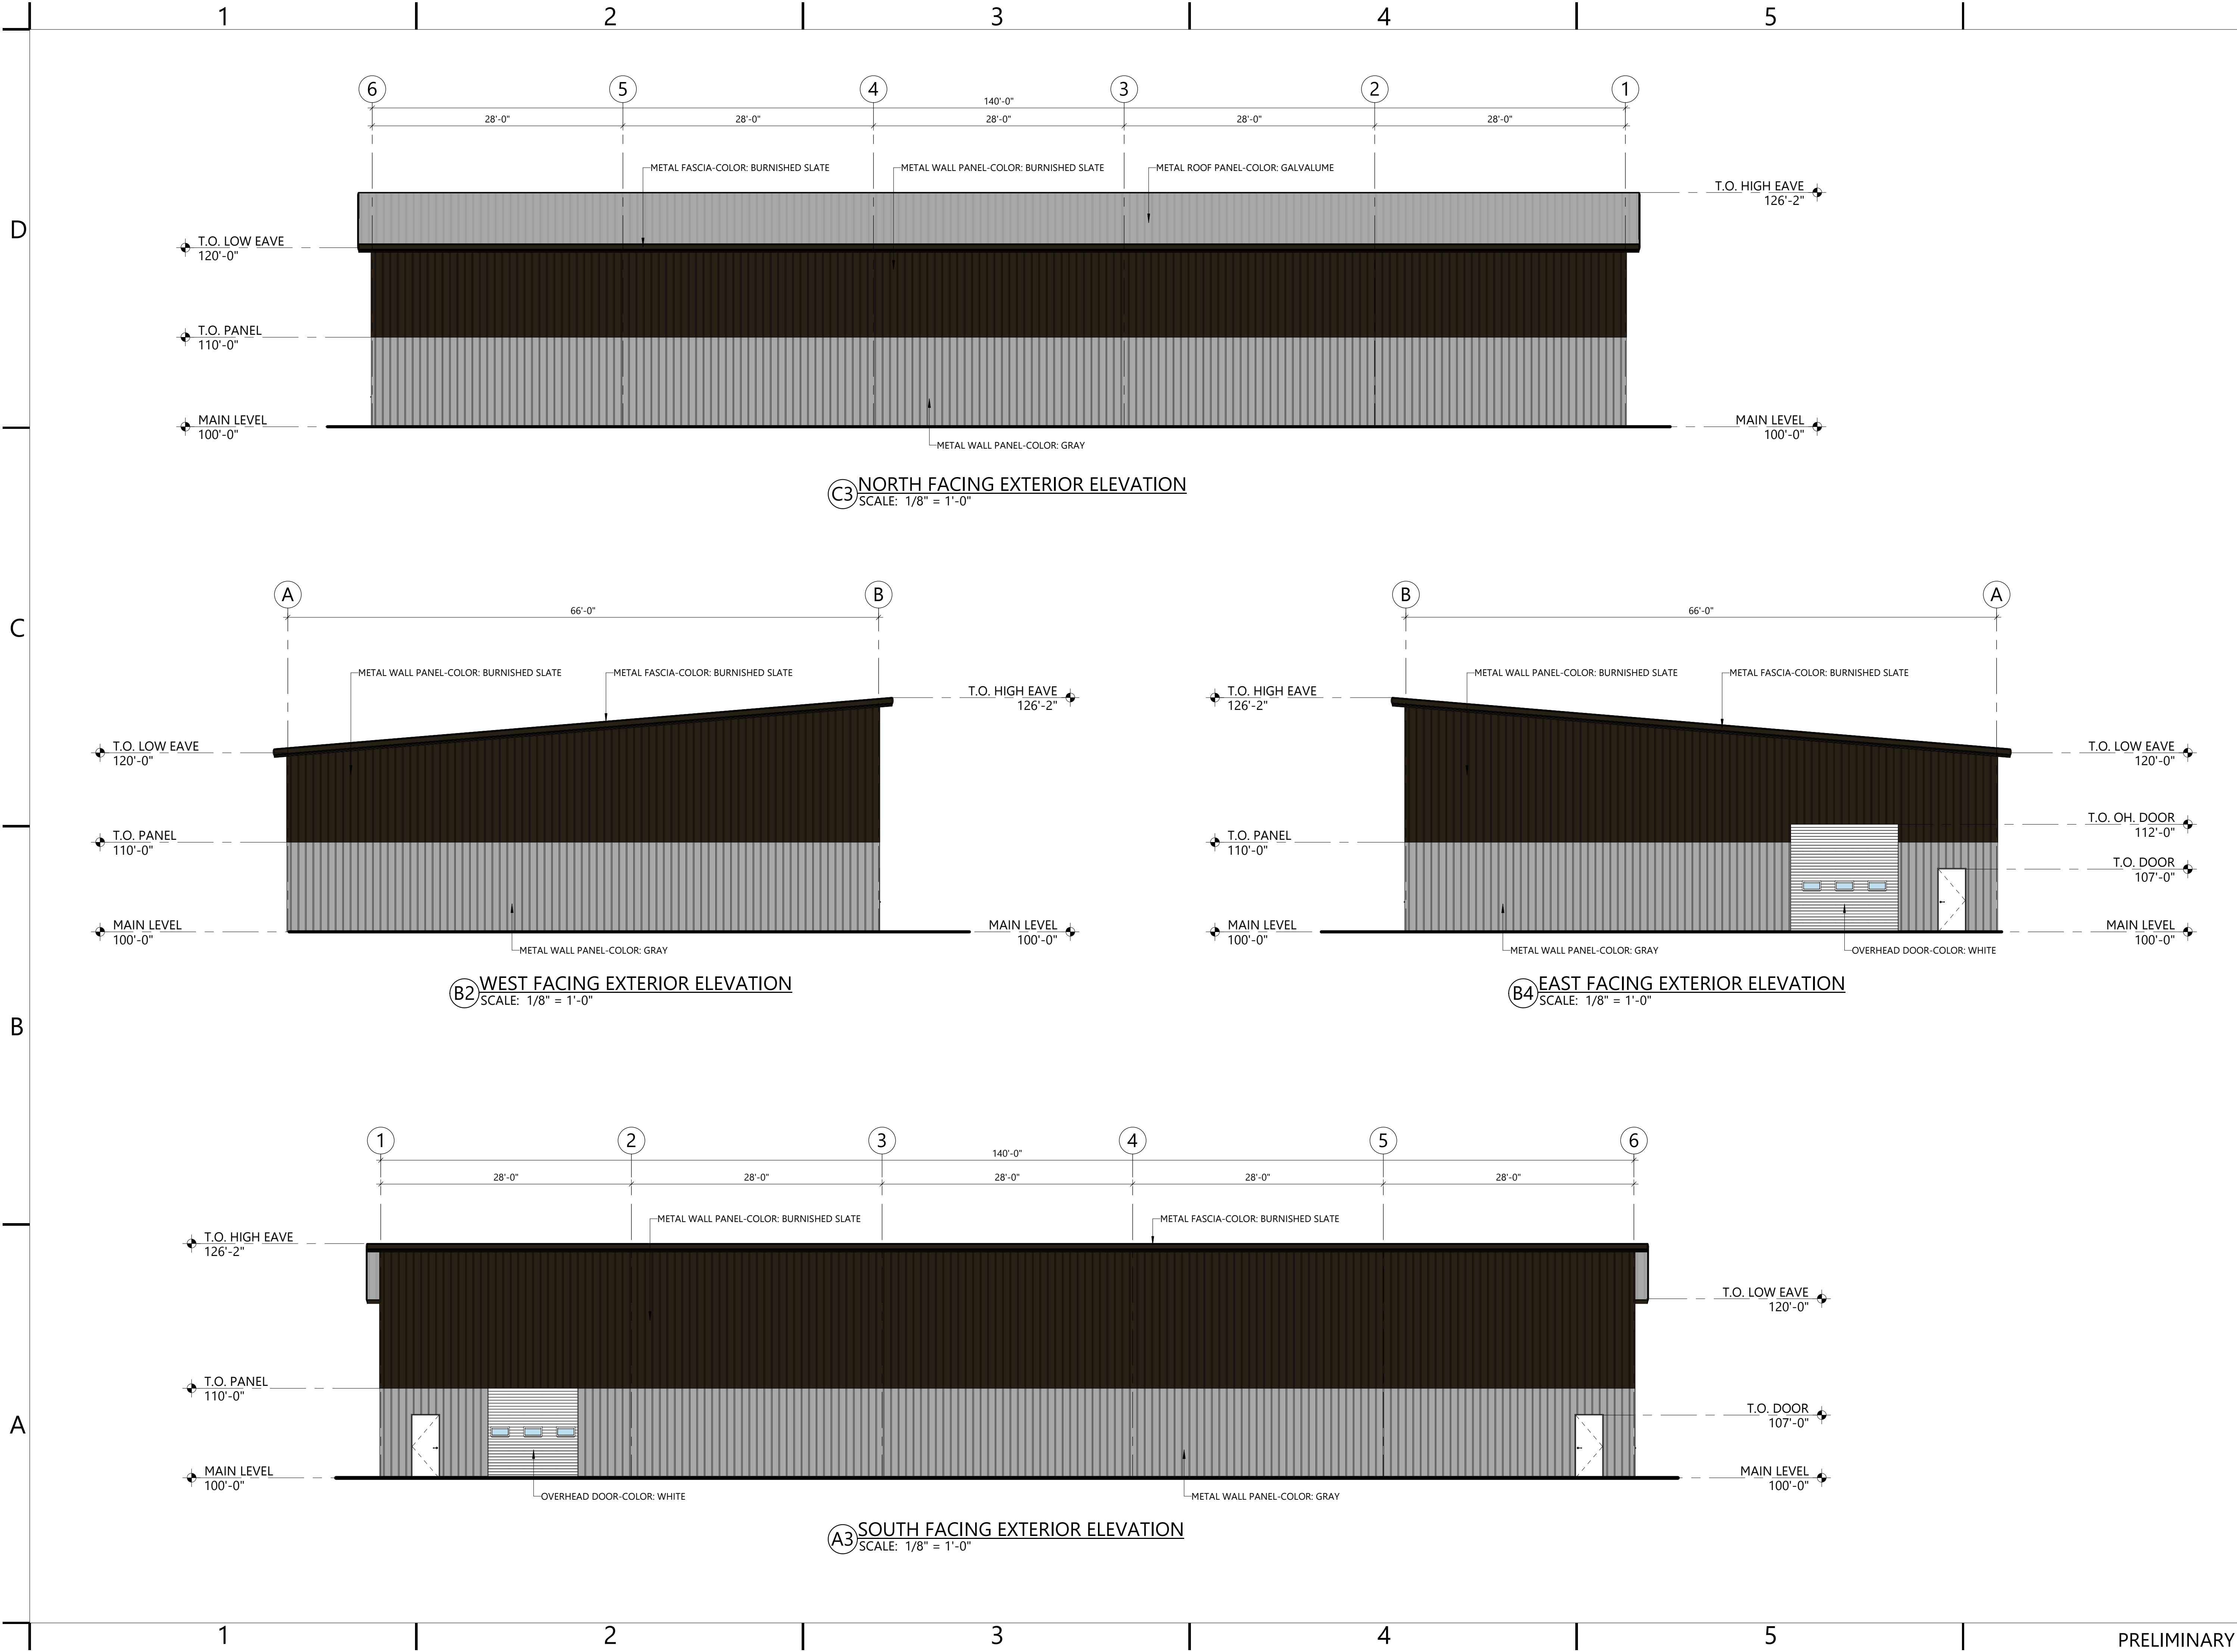 1 2 3 4 5
6 5 4 3 2 1
140'-0"
28'-0" 28'-0" 28'-0" 28'-0" 28'-0"
METAL FASCIA-COLOR: BURNISHED SLATE
METAL WALL PANEL-COLOR: BURNISHED SLATE
METAL ROOF PANEL-COLOR: GALVALUME
T.O. HIGH EAVE
126'-2"
D
T.O. LOW EAVE
120'-0"
T.O. PANEL
110'-0"
MAIN LEVEL
100'-0"
MAIN LEVEL
100'-0"
METAL WALL PANEL-COLOR: GRAY
C3 NORTH FACING EXTERIOR ELEVATION
SCALE: 1/8" = 1'-0"
C
A B
66'-0"
METAL WALL PANEL-COLOR: BURNISHED SLATE
METAL FASCIA-COLOR: BURNISHED SLATE
T.O. HIGH EAVE
126'-2"
T.O. LOW EAVE
120'-0"
T.O. PANEL
110'-0"
MAIN LEVEL
100'-0"
MAIN LEVEL
100'-0"
METAL WALL PANEL-COLOR: GRAY
B2 WEST FACING EXTERIOR ELEVATION
SCALE: 1/8" = 1'-0"
B A
66'-0"
METAL WALL PANEL-COLOR: BURNISHED SLATE
METAL FASCIA-COLOR: BURNISHED SLATE
T.O. HIGH EAVE
126'-2"
T.O. LOW EAVE
120'-0"
T.O. OH. DOOR
112'-0"
T.O. PANEL
110'-0"
T.O. DOOR
107'-0"
MAIN LEVEL
100'-0"
MAIN LEVEL
100'-0"
METAL WALL PANEL-COLOR: GRAY
OVERHEAD DOOR-COLOR: WHITE
B4 EAST FACING EXTERIOR ELEVATION
SCALE: 1/8" = 1'-0"
B
1 2 3 4 5 6
140'-0"
28'-0" 28'-0" 28'-0" 28'-0" 28'-0"
METAL WALL PANEL-COLOR: BURNISHED SLATE
METAL FASCIA-COLOR: BURNISHED SLATE
T.O. HIGH EAVE
126'-2"
T.O. LOW EAVE
120'-0"
T.O. PANEL
110'-0"
T.O. DOOR
107'-0"
A
MAIN LEVEL
100'-0"
MAIN LEVEL
100'-0"
OVERHEAD DOOR-COLOR: WHITE
METAL WALL PANEL-COLOR: GRAY
A3 SOUTH FACING EXTERIOR ELEVATION
SCALE: 1/8" = 1'-0"
1 2 3 4 5
PRELIMINARY